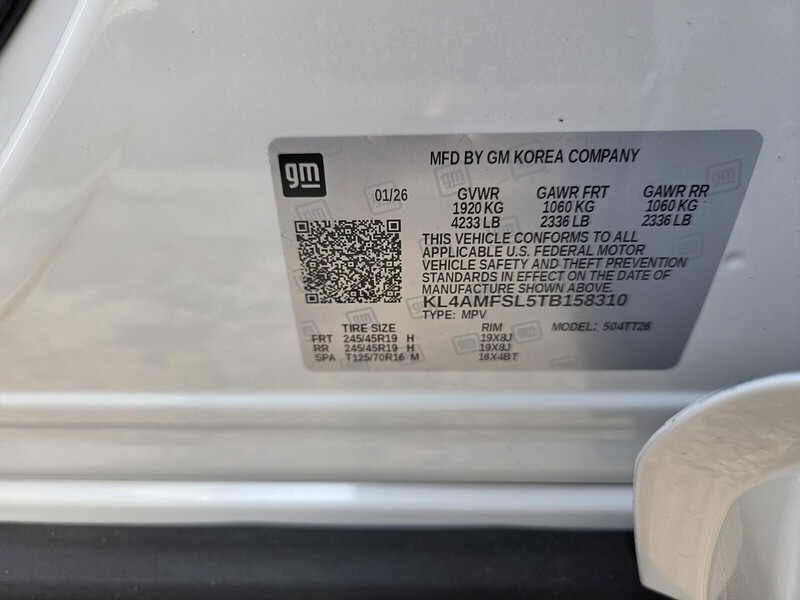 gm
MFD BY GM KOREA COMPANY
01/26 GVWR GAWR FRT GAWR RR
1920 KG 1060 KG 1060 KG
4233 LB 2336 LB 2336 LB
THIS VEHICLE CONFORMS TO ALL
APPLICABLE U.S. FEDERAL MOTOR
VEHICLE SAFETY AND THEFT PREVENTION
STANDARDS IN EFFECT ON THE DATE OF
MANUFACTURE SHOWN ABOVE.
KL4AMFSL5TB158310
TYPE: MPV
TIRE SIZE RIM MODEL: 504TT26
FRT 245/45R19 H 19X8J
RR 245/45R19 H 19X8J
SPA T125/70R16 M 16X4BT